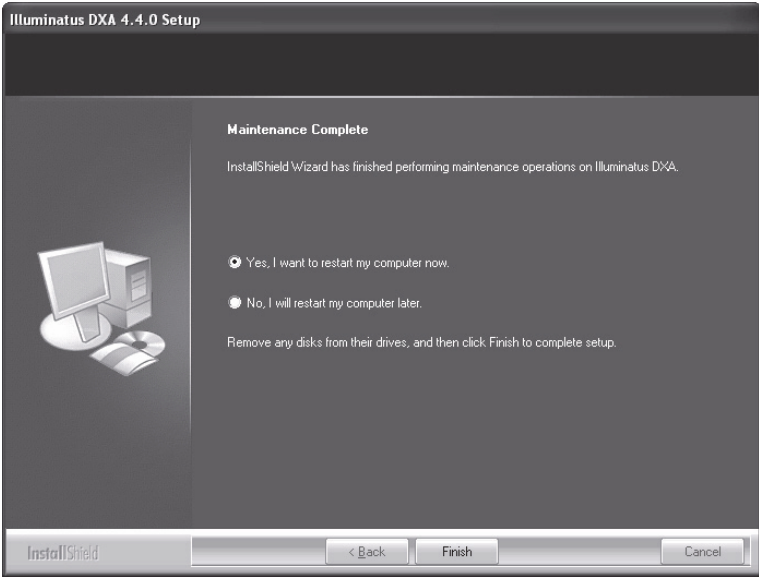 Illuminatus DXA 4.4.0 Setup
Maintenance Complete
InstallShield Wizard has finished performing maintenance operations on Illuminatus DXA.
Yes, I want to restart my computer now.
No, I will restart my computer later.
Remove any disks from their drives, and then click Finish to complete setup.
InstallShield
< Back
Finish
Cancel